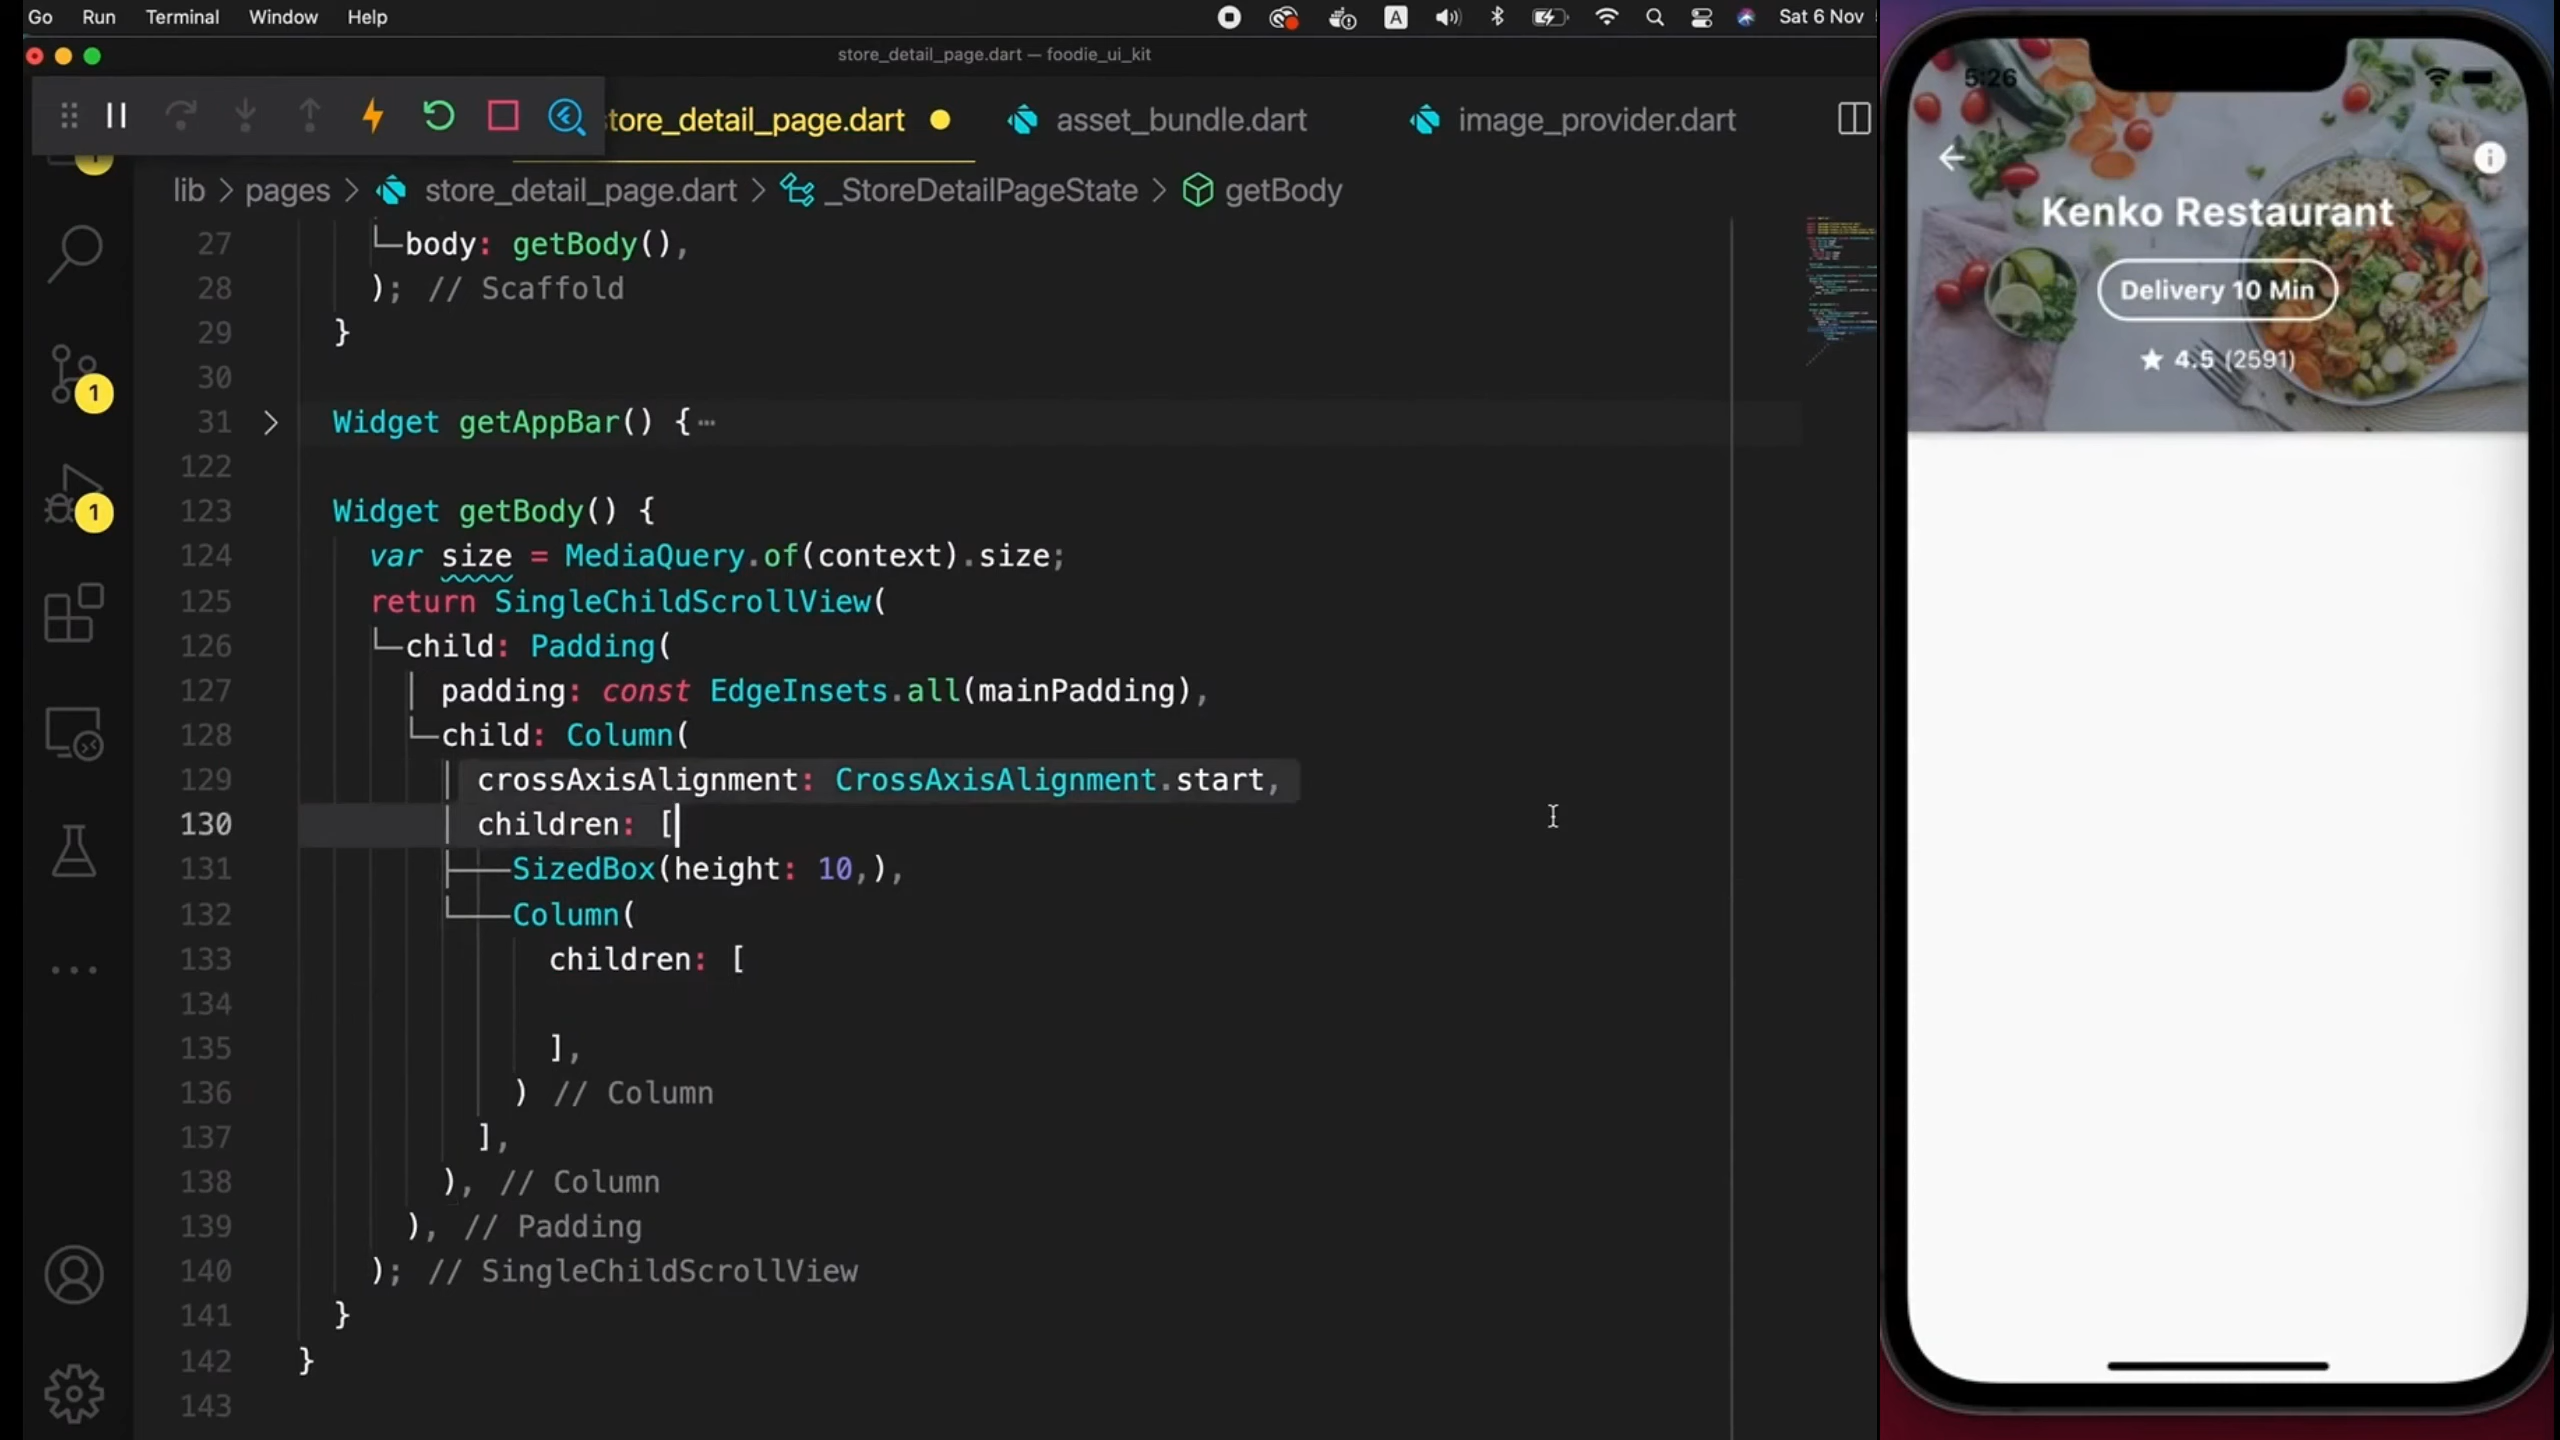 Go Run Terminal Window Help
A
Sat 6 Nov
store_detail_page.dart — foodie_ui_kit
tore_detail_page.dart asset_bundle.dart image_provider.dart
lib > pages > store_detail_page.dart > _StoreDetailPageState > getBody
27 body: getBody(),
28 ); // Scaffold
29 }
30
31 Widget getAppBar() {⋯
122
123 Widget getBody() {
124 var size = MediaQuery.of(context).size;
125 return SingleChildScrollView(
126 child: Padding(
127 padding: const EdgeInsets.all(mainPadding),
128 child: Column(
129 crossAxisAlignment: CrossAxisAlignment.start,
130 children: [
131 SizedBox(height: 10,),
132 Column(
133 children: [
134
135 ],
136 ) // Column
137 ],
138 ), // Column
139 ), // Padding
140 ); // SingleChildScrollView
141 }
142 }
143
1
1
5:26
Kenko Restaurant
Delivery 10 Min
4.5 (2591)